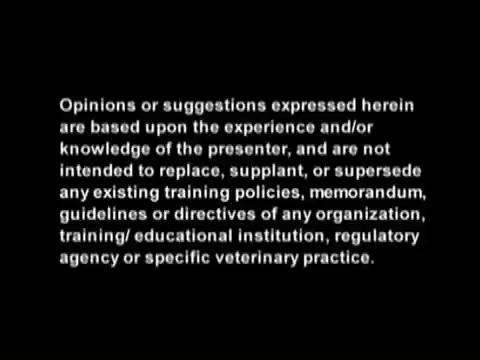 Opinions or suggestions expressed herein
are based upon the experience and/or
knowledge of the presenter, and are not
intended to replace, supplant, or supersede
any existing training policies, memorandum,
guidelines or directives of any organization,
training/ educational institution, regulatory
agency or specific veterinary practice.